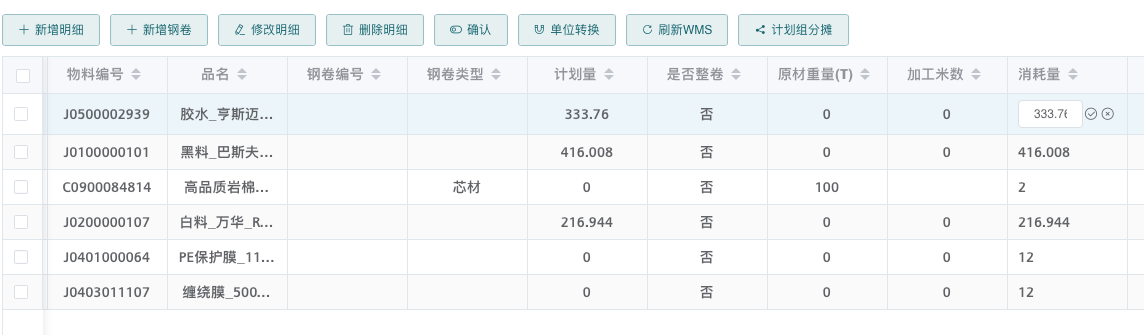 新增明细 新增钢卷 修改明细 删除明细 确认 单位转换 刷新WMS 计划组分摊
物料编号 品名 钢卷编号 钢卷类型 计划量 是否整卷 原材重量(T) 加工米数 消耗量
J0500002939 胶水_亨斯迈... 333.76 否 0 0 333.76
J0100000101 黑料_巴斯夫... 416.008 否 0 0 416.008
C0900084814 高品质岩棉... 芯材 0 否 100 2
J0200000107 白料_万华_R... 216.944 否 0 0 216.944
J0401000064 PE保护膜_11... 0 否 0 0 12
J0403011107 缠绕膜_500... 0 否 0 0 12